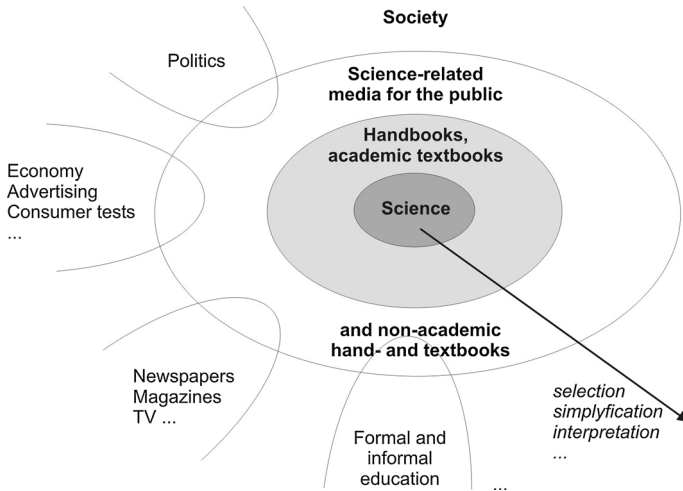 Society
Politics
Science-related
media for the public
Handbooks,
academic textbooks
Economy
Advertising
Consumer tests
...
Science
and non-academic
hand- and textbooks
Newspapers
Magazines
TV ...
selection
simplyfication
interpretation
...
Formal and
informal
education
...